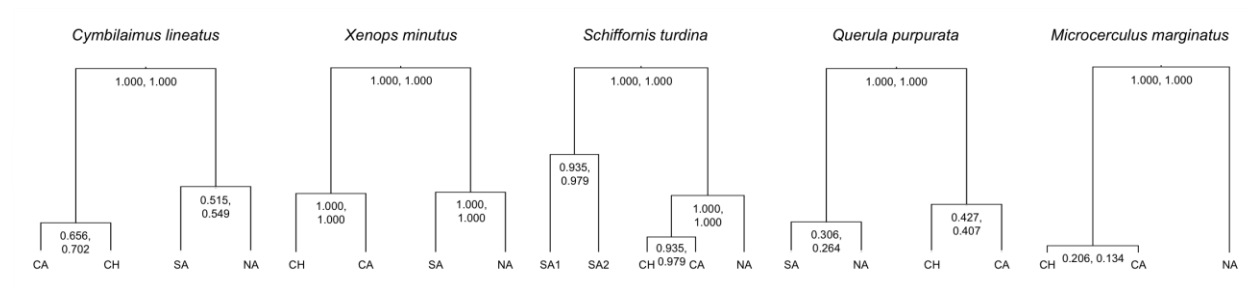 Cymbilaimus lineatus
1.000, 1.000
0.515,
0.549
0.656,
0.702
CA CH SA NA
Xenops minutus
1.000, 1.000
1.000,
1.000
1.000,
1.000
CH CA SA NA
Schiffornis turdina
1.000, 1.000
0.935,
0.979
1.000,
1.000
0.935,
0.979
SA1 SA2 CH CA NA
Querula purpurata
1.000, 1.000
0.427,
0.407
0.306,
0.264
SA NA CH CA
Microcerculus marginatus
1.000, 1.000
0.206, 0.134
CH CA NA